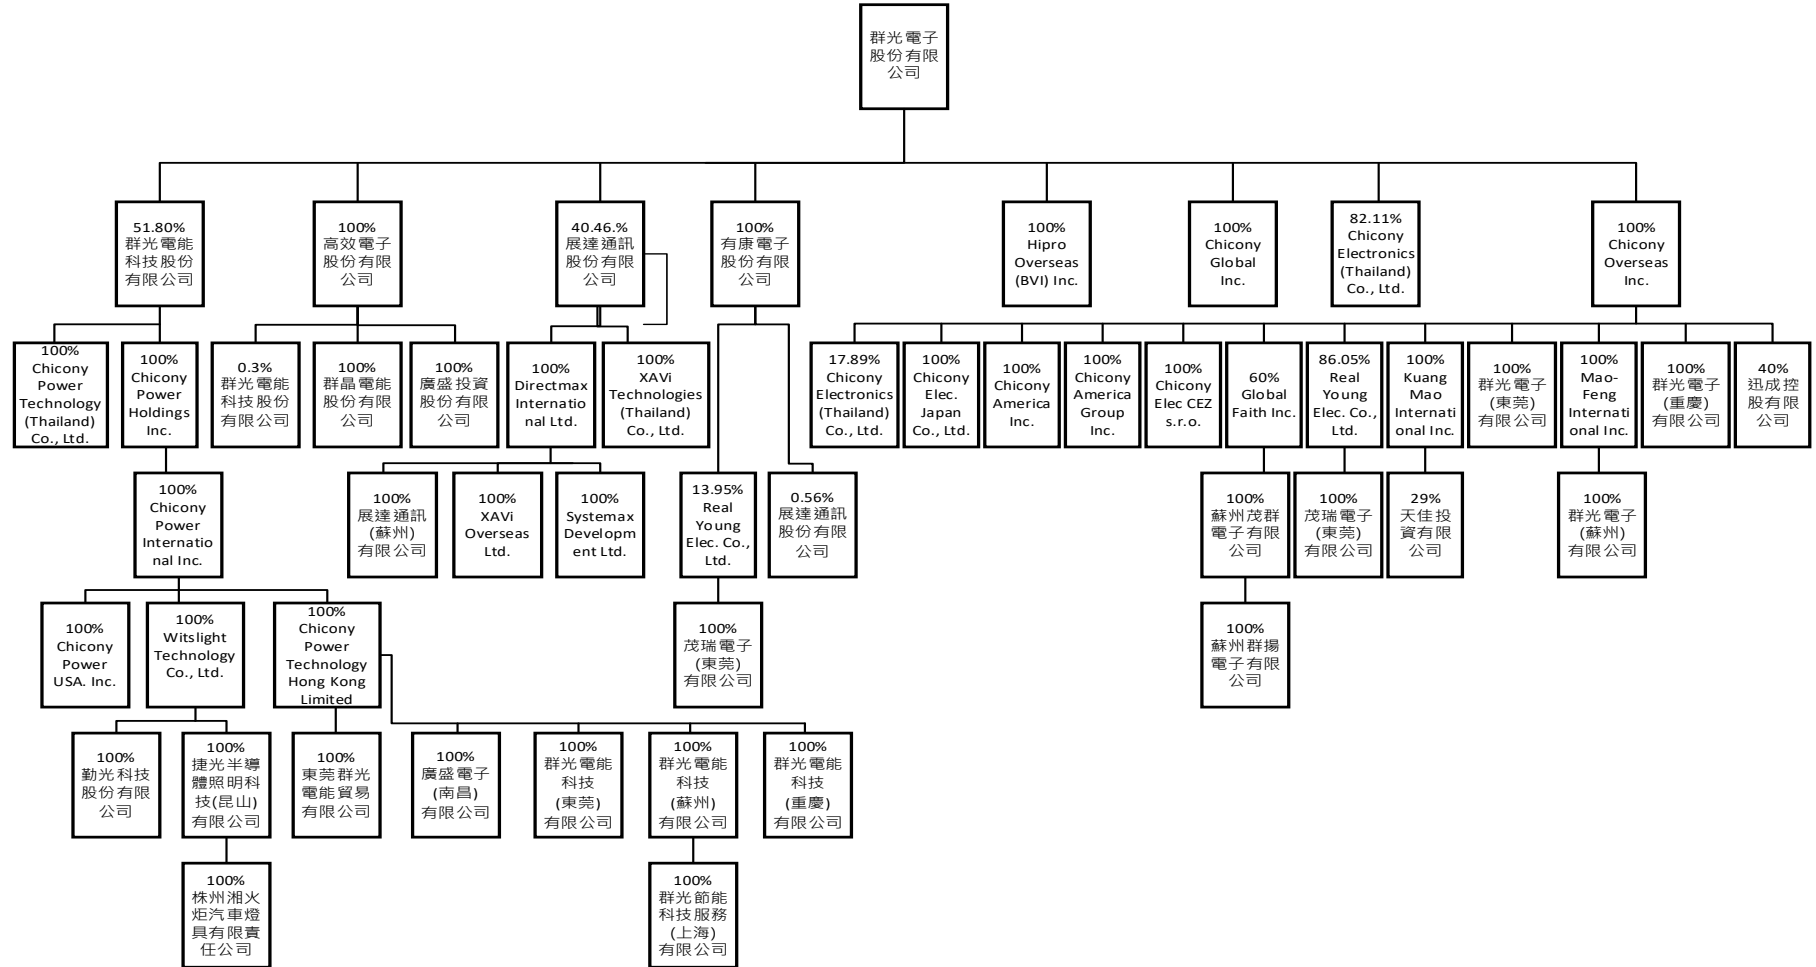 群光電子
股份有限
公司
51.80%
群光電能
科技股份
有限公司
100%
高效電子
股份有限
公司
40.46.%
展達通訊
股份有限
公司
100%
有康電子
股份有限
公司
100%
Hipro
Overseas
(BVI) Inc.
100%
Chicony
Global
Inc.
82.11%
Chicony
Electronics
(Thailand)
Co., Ltd.
100%
Chicony
Overseas
Inc.
100%
Chicony
Power
Technology
(Thailand)
Co., Ltd.
100%
Chicony
Power
Holdings
Inc.
0.3%
群光電能
科技股份
有限公司
100%
群晶電能
股份有限
公司
100%
廣盛投資
股份有限
公司
100%
Directmax
Internatio
nal Ltd.
100%
XAVi
Technologies
(Thailand)
Co., Ltd.
17.89%
Chicony
Electronics
(Thailand)
Co., Ltd.
100%
Chicony
Elec.
Japan
Co., Ltd.
100%
Chicony
America
Inc.
100%
Chicony
America
Group
Inc.
100%
Chicony
Elec CEZ
s.r.o.
60%
Global
Faith Inc.
86.05%
Real
Young
Elec. Co.,
Ltd.
100%
Kuang
Mao
Internati
onal Inc.
100%
群光電子
(東莞)
有限公司
100%
Mao-
Feng
Internati
onal Inc.
100%
群光電子
(重慶)
有限公司
40%
迅成控
股有限
公司
100%
Chicony
Power
Internatio
nal Inc.
100%
展達通訊
(蘇州)
有限公司
100%
XAVi
Overseas
Ltd.
100%
Systemax
Developm
ent Ltd.
13.95%
Real
Young
Elec. Co.,
Ltd.
0.56%
展達通訊
股份有限
公司
100%
蘇州茂群
電子有限
公司
100%
茂瑞電子
(東莞)
有限公司
29%
天佳投
資有限
公司
100%
群光電子
(蘇州)
有限公司
100%
Chicony
Power
USA. Inc.
100%
Witslight
Technology
Co., Ltd.
100%
Chicony
Power
Technology
Hong Kong
Limited
100%
茂瑞電子
(東莞)
有限公司
100%
蘇州群揚
電子有限
公司
100%
勤光科技
股份有限
公司
100%
捷光半導
體照明科
技(昆山)
有限公司
100%
東莞群光
電能貿易
有限公司
100%
廣盛電子
(南昌)
有限公司
100%
群光電能
科技
(東莞)
有限公司
100%
群光電能
科技
(蘇州)
有限公司
100%
群光電能
科技
(重慶)
有限公司
100%
株州湘火
炬汽車燈
具有限責
任公司
100%
群光節能
科技服務
(上海)
有限公司